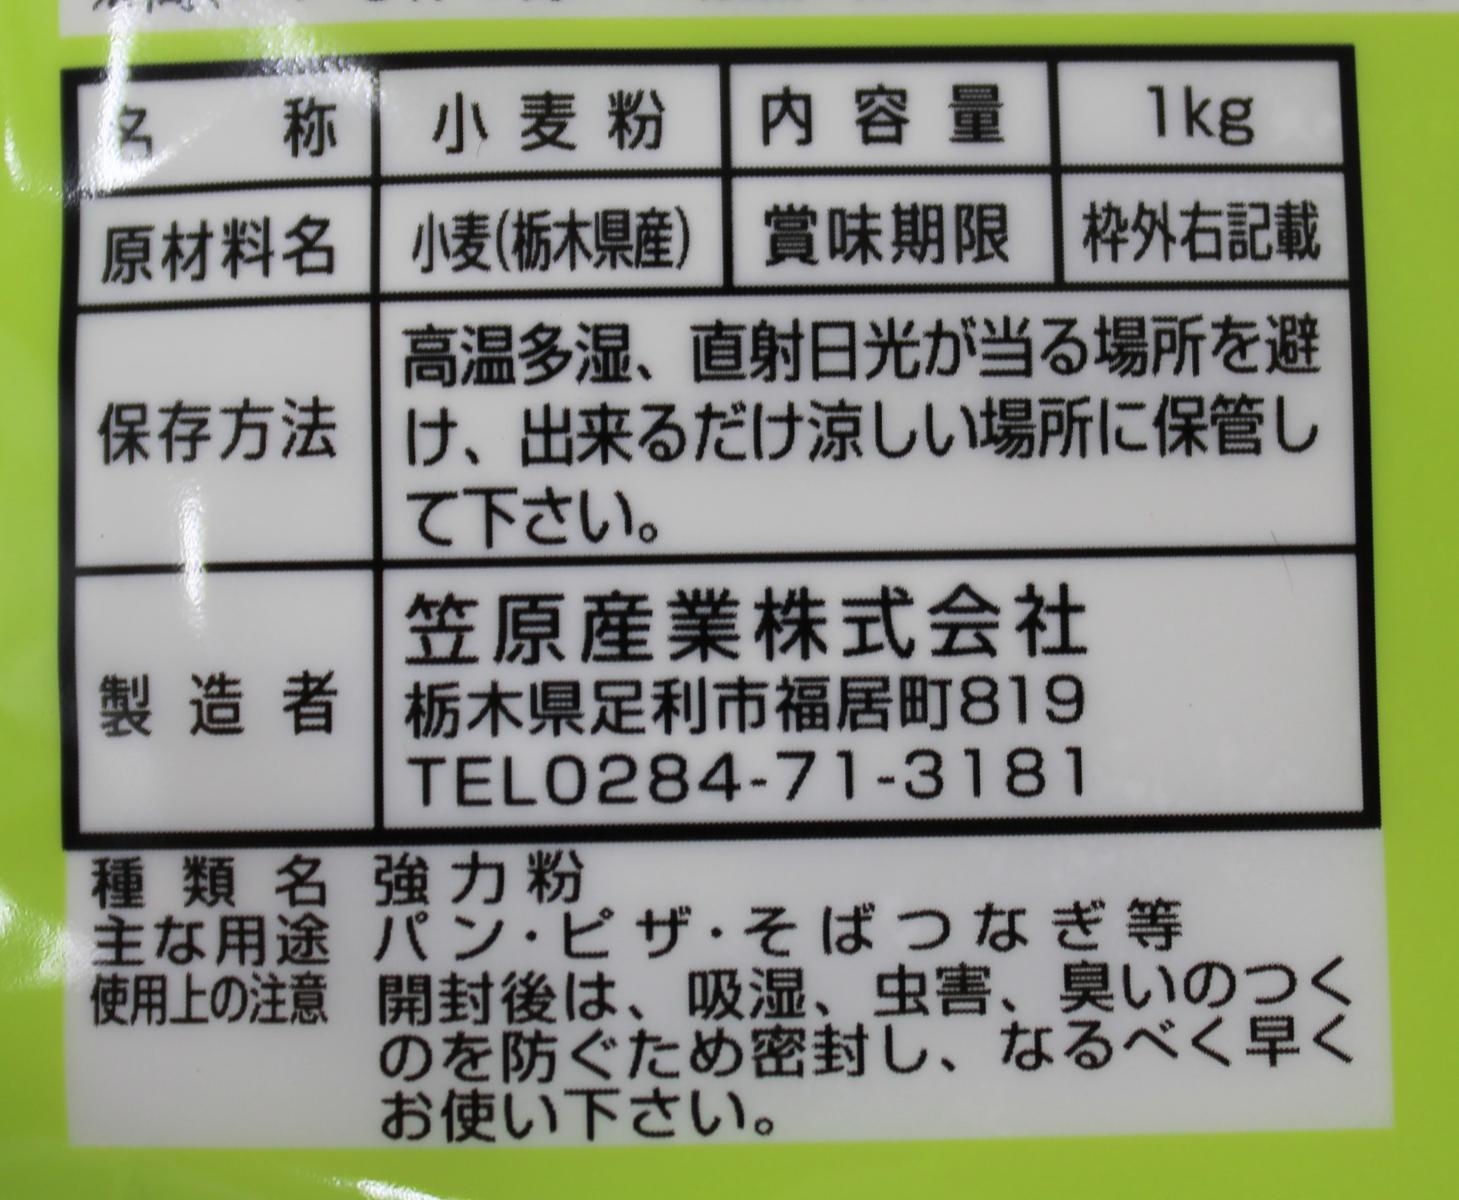 名称 小麦粉 内容量 1kg
原材料名 小麦(栃木県産) 賞味期限 枠外右記載
保存方法 高温多湿、直射日光が当る場所を避
け、出来るだけ涼しい場所に保管し
て下さい。
製造者 笠原産業株式会社
栃木県足利市福居町819
TEL0284-71-3181
種類名 強力粉
主な用途 パン・ピザ・そばつなぎ等
使用上の注意 開封後は、吸湿、虫害、臭いのつく
のを防ぐため密封し、なるべく早く
お使い下さい。